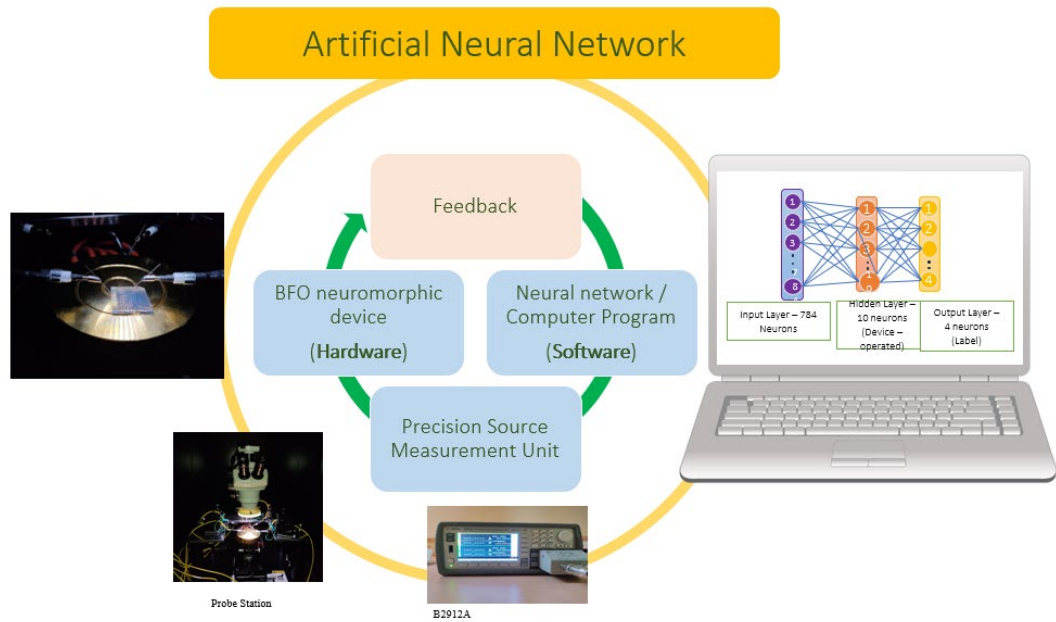 Artificial Neural Network
Feedback
BFO neuromorphic
device
(Hardware)
Neural network /
Computer Program
(Software)
Precision Source
Measurement Unit
1
2
3
8
1
2
3
1
0
1
2
4
Input Layer – 784
Neurons
Hidden Layer –
10 neurons
(Device –
operated)
Output Layer –
4 neurons
(Label)
Probe Station
B2912A